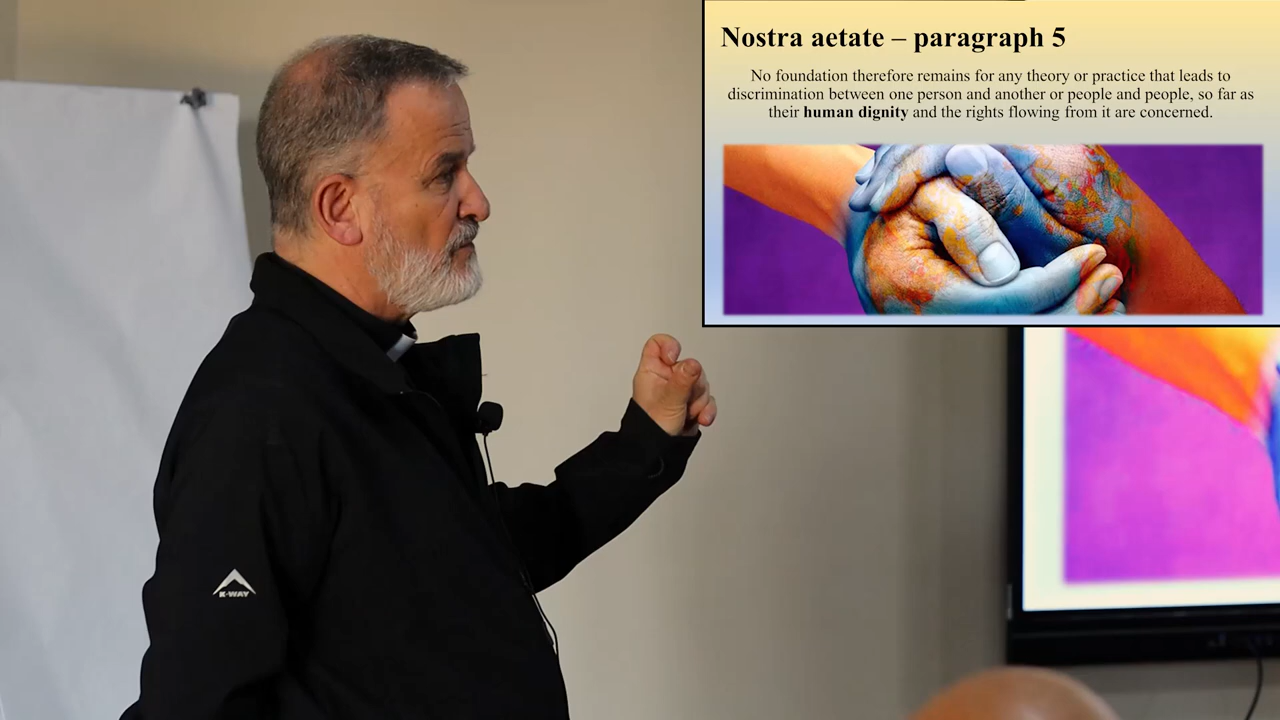 Nostra aetate – paragraph 5
No foundation therefore remains for any theory or practice that leads to
discrimination between one person and another or people and people, so far as
their human dignity and the rights flowing from it are concerned.
K-WAY